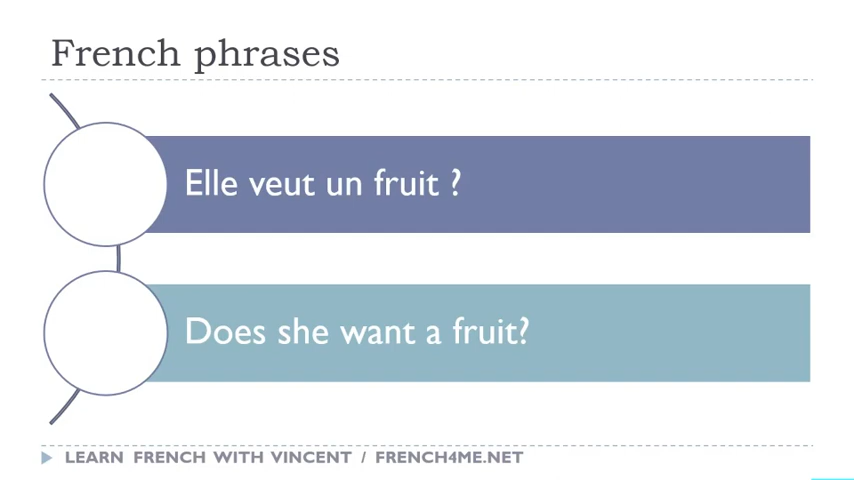 French phrases
Elle veut un fruit ?
Does she want a fruit?
LEARN FRENCH WITH VINCENT / FRENCH4ME.NET